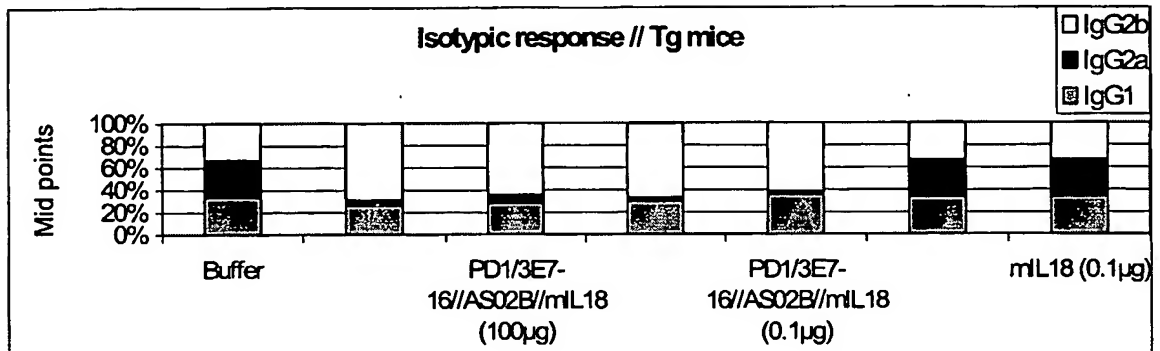 Isotypic response // Tg mice
IgG2b
IgG2a
IgG1
Mid points
100%
80%
60%
40%
20%
0%
Buffer
PD1/3E7-
16//AS02B//mIL18
(100µg)
PD1/3E7-
16//AS02B//mIL18
(0.1µg)
mIL18 (0.1µg)